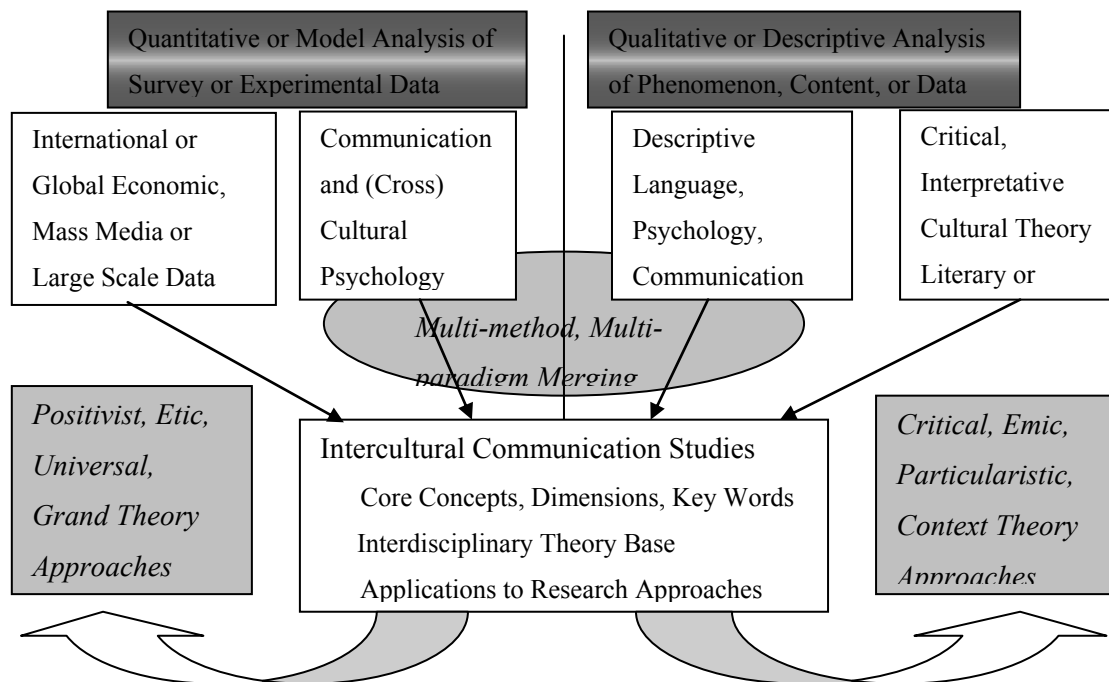 Quantitative or Model Analysis of
Survey or Experimental Data
Qualitative or Descriptive Analysis
of Phenomenon, Content, or Data
International or
Global Economic,
Mass Media or
Large Scale Data
Communication
and (Cross)
Cultural
Psychology
Descriptive
Language,
Psychology,
Communication
Critical,
Interpretative
Cultural Theory
Literary or
Multi-method, Multi-
paradigm Merging
Positivist, Etic,
Universal,
Grand Theory
Approaches
Intercultural Communication Studies
Core Concepts, Dimensions, Key Words
Interdisciplinary Theory Base
Applications to Research Approaches
Critical, Emic,
Particularistic,
Context Theory
Approaches